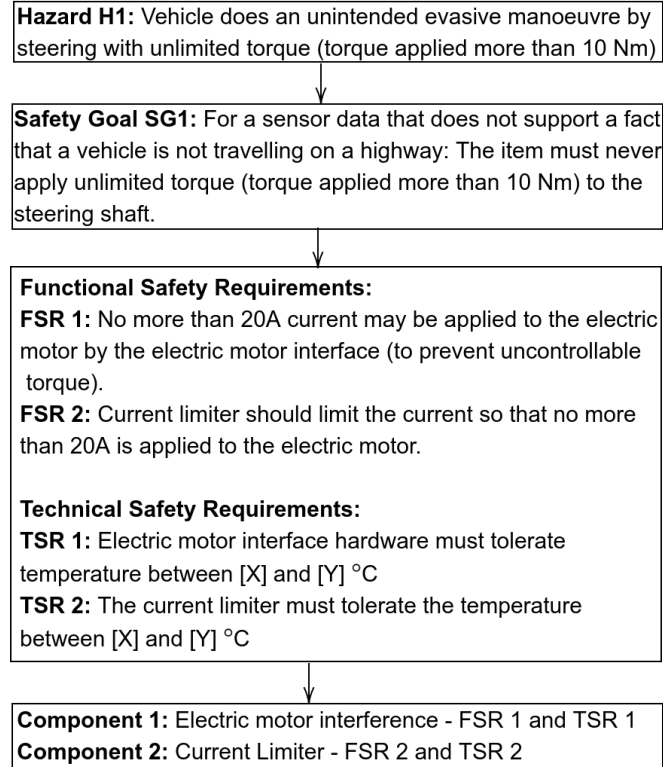 Hazard H1: Vehicle does an unintended evasive manoeuvre by
steering with unlimited torque (torque applied more than 10 Nm)
Safety Goal SG1: For a sensor data that does not support a fact
that a vehicle is not travelling on a highway: The item must never
apply unlimited torque (torque applied more than 10 Nm) to the
steering shaft.
Functional Safety Requirements:
FSR 1: No more than 20A current may be applied to the electric
motor by the electric motor interface (to prevent uncontrollable
torque).
FSR 2: Current limiter should limit the current so that no more
than 20A is applied to the electric motor.
Technical Safety Requirements:
TSR 1: Electric motor interface hardware must tolerate
temperature between [X] and [Y] °C
TSR 2: The current limiter must tolerate the temperature
between [X] and [Y] °C
Component 1: Electric motor interference - FSR 1 and TSR 1
Component 2: Current Limiter - FSR 2 and TSR 2